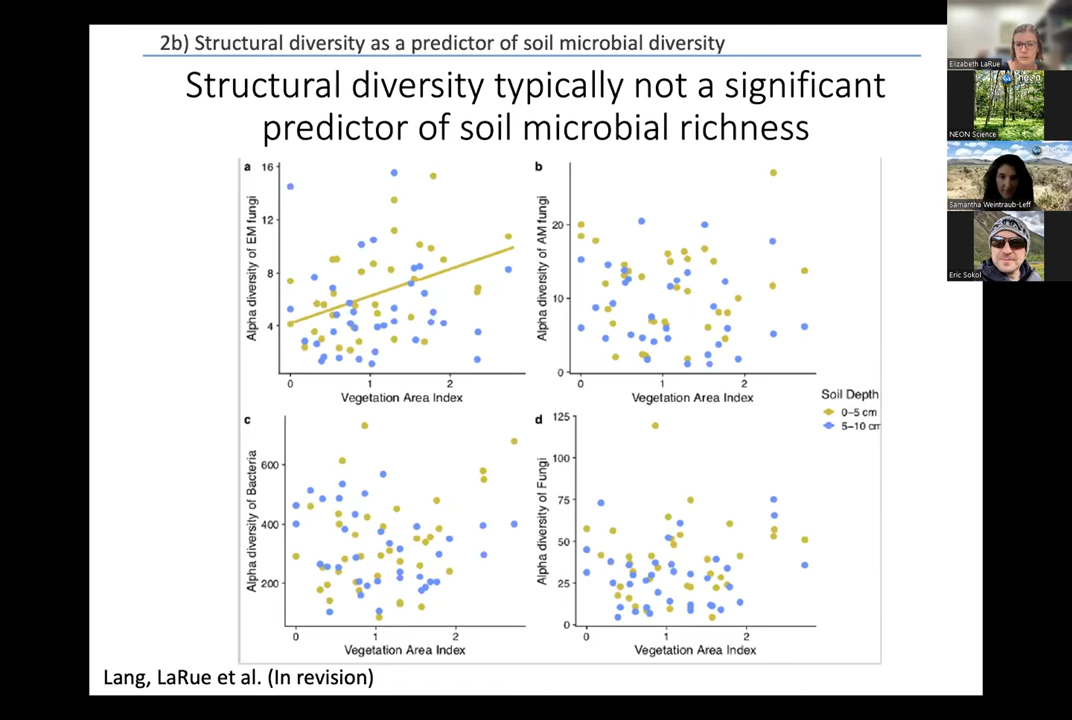 2b) Structural diversity as a predictor of soil microbial diversity
Structural diversity typically not a significant
predictor of soil microbial richness
a
16
12
8
4
Alpha diversity of EM fungi
0
1
2
Vegetation Area Index
b
20
10
0
Alpha diversity of AM fungi
0
1
2
Vegetation Area Index
c
600
400
200
Alpha diversity of Bacteria
0
1
2
Vegetation Area Index
d
125
100
75
50
25
0
Alpha diversity of Fungi
0
1
2
Vegetation Area Index
Soil Depth
0–5 cm
5–10 cm
Lang, LaRue et al. (In revision)
Elizabeth LaRue
NEON Science
Samantha Weintraub-Leff
Eric Sokol